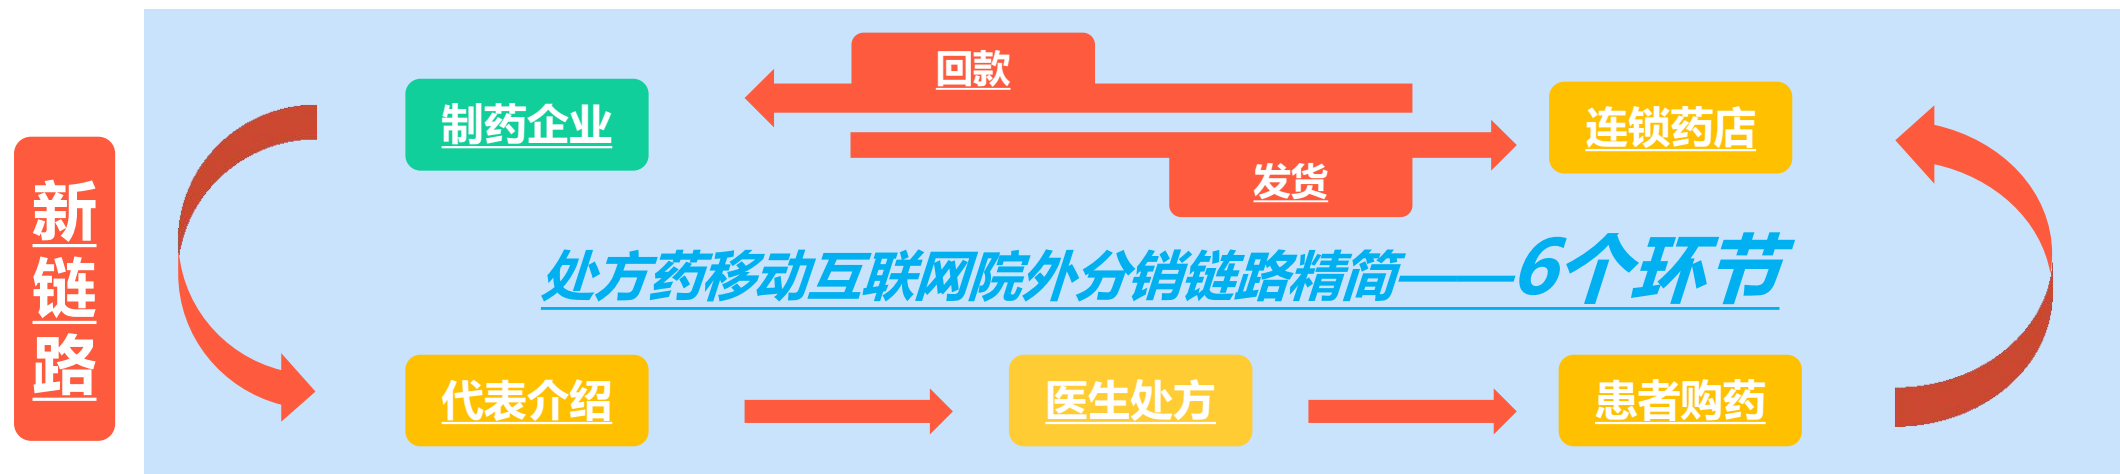 新链路
回款
制药企业
连锁药店
发货
处方药移动互联网院外分销链路精简——6个环节
代表介绍
医生处方
患者购药